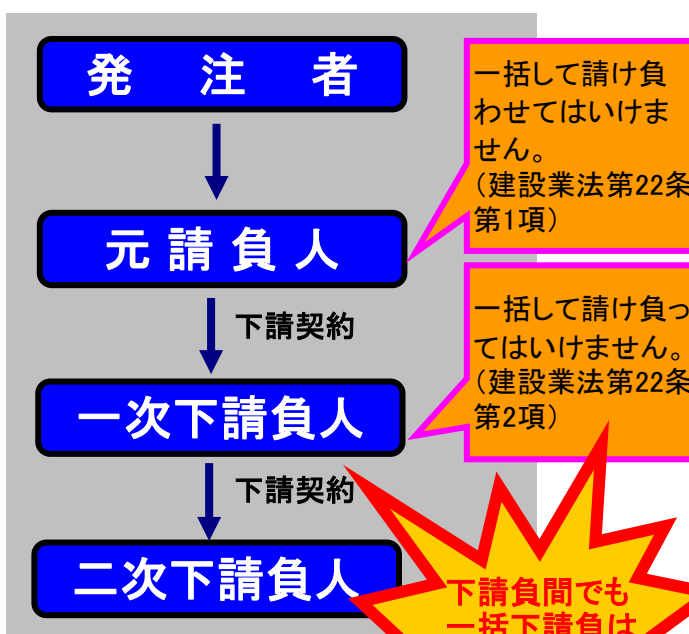 発　注　者
一括して請け負
わせてはいけま
せん。
（建設業法第22条
第1項）
元 請 負 人
下請契約
一括して請け負っ
てはいけません。
（建設業法第22条
第2項）
一次下請負人
下請契約
二次下請負人
下請負間でも
一括下請負は